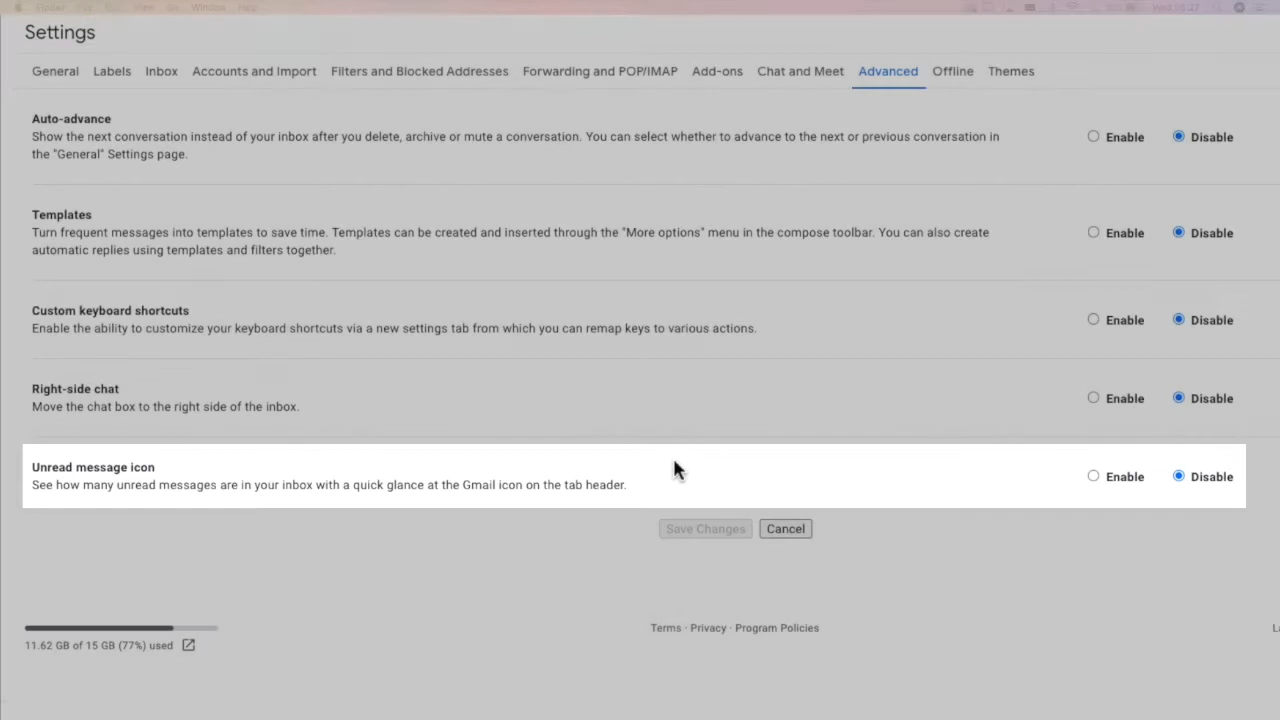 Finder File Edit View Go Window Help
Settings
General Labels Inbox Accounts and Import Filters and Blocked Addresses Forwarding and POP/IMAP Add-ons Chat and Meet Advanced Offline Themes
Auto-advance
Show the next conversation instead of your inbox after you delete, archive or mute a conversation. You can select whether to advance to the next or previous conversation in
the "General" Settings page.
Enable Disable
Templates
Turn frequent messages into templates to save time. Templates can be created and inserted through the "More options" menu in the compose toolbar. You can also create
automatic replies using templates and filters together.
Enable Disable
Custom keyboard shortcuts
Enable the ability to customize your keyboard shortcuts via a new settings tab from which you can remap keys to various actions.
Enable Disable
Right-side chat
Move the chat box to the right side of the inbox.
Enable Disable
Unread message icon
See how many unread messages are in your inbox with a quick glance at the Gmail icon on the tab header.
Enable Disable
Save Changes Cancel
11.62 GB of 15 GB (77%) used
Terms · Privacy · Program Policies